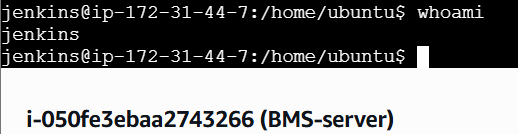 jenkins@ip-172-31-44-7:/home/ubuntu$ whoami
jenkins
jenkins@ip-172-31-44-7:/home/ubuntu$
i-050fe3ebaa2743266 (BMS-server)